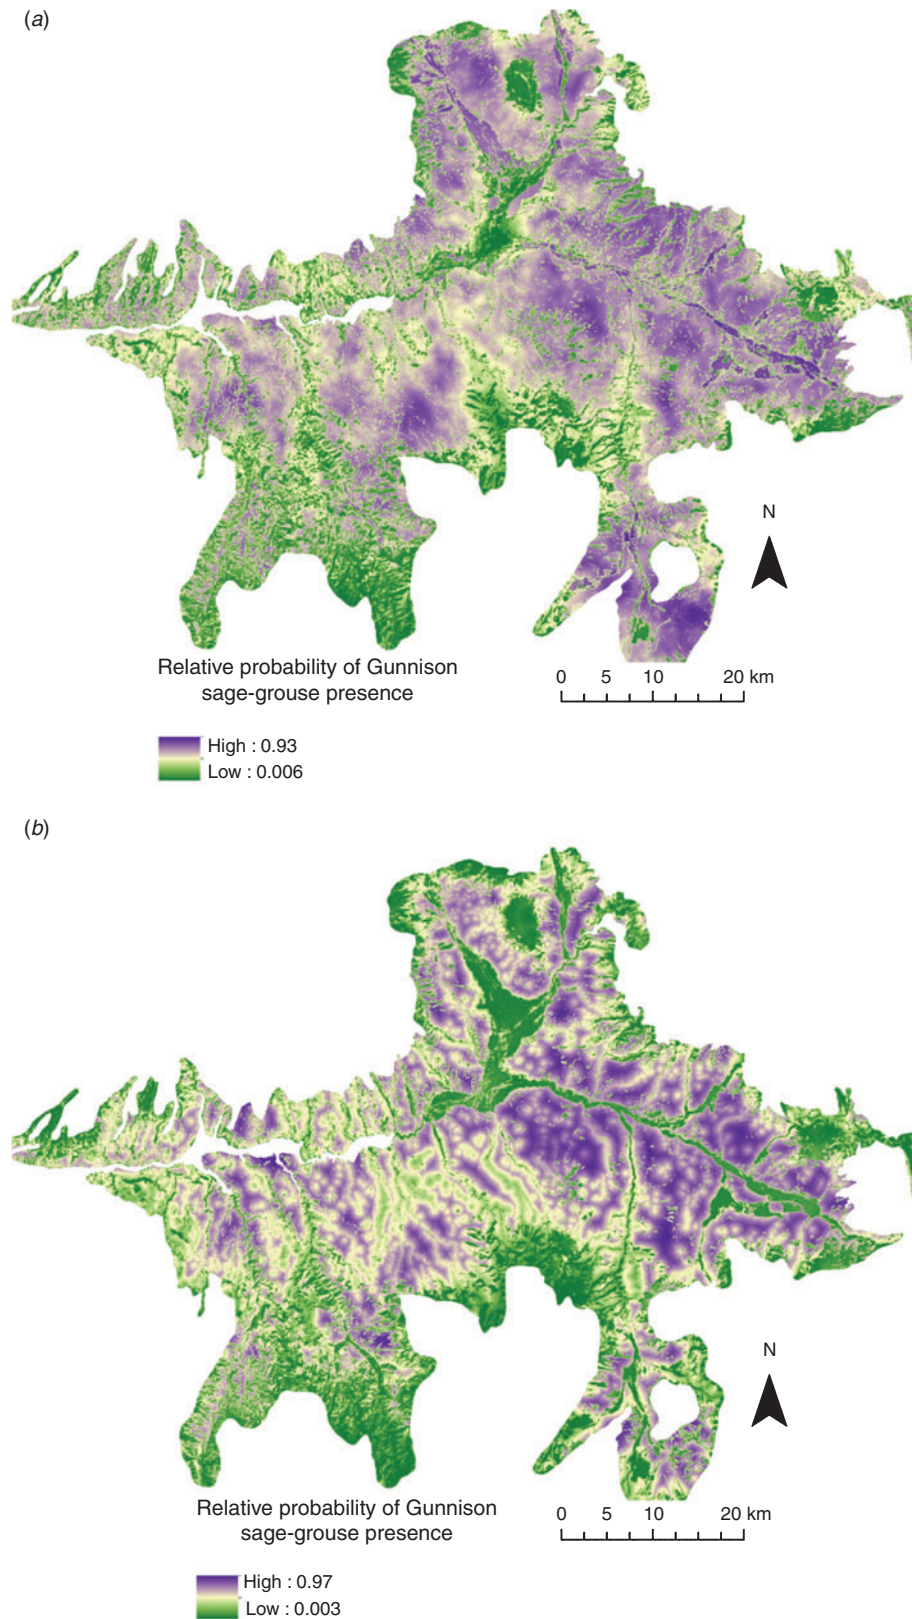 (a)
N
Relative probability of Gunnison
sage-grouse presence
0 5 10 20 km
High : 0.93
Low : 0.006
(b)
N
Relative probability of Gunnison
sage-grouse presence
0 5 10 20 km
High : 0.97
Low : 0.003